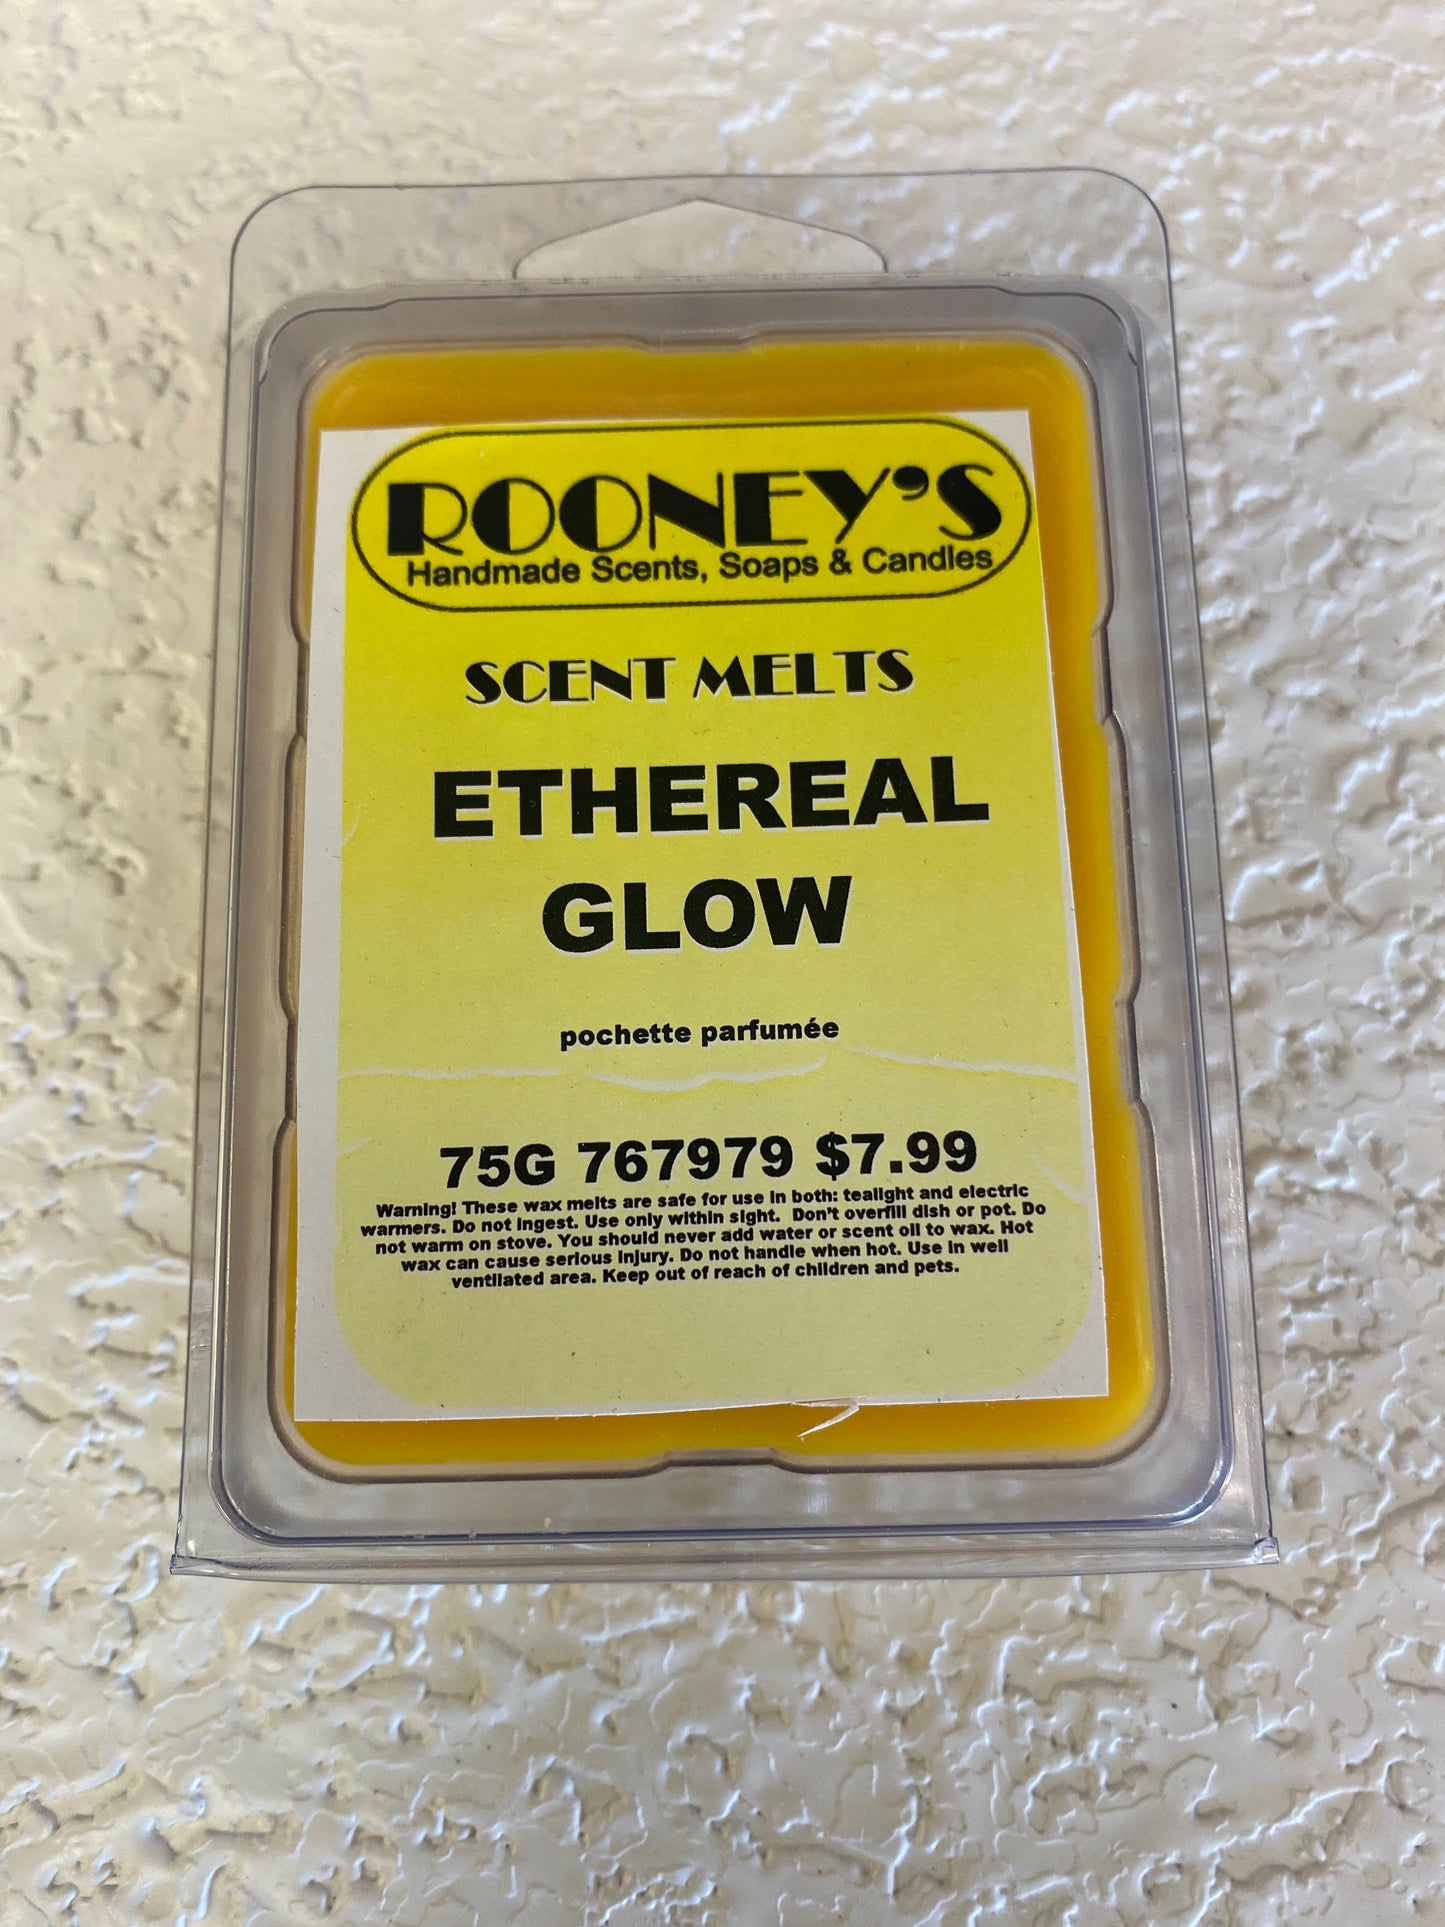 ROONEY'S
Handmade Scents, Soaps & Candles
SCENT MELTS
ETHEREAL
GLOW
pochette parfumée
75G 767979 $7.99
Warning! These wax melts are safe for use in both: tealight and electric
warmers. Do not ingest. Use only within sight. Don't overfill dish or pot. Do
not warm on stove. You should never add water or scent oil to wax. Hot
wax can cause serious injury. Do not handle when hot. Use in well
ventilated area. Keep out of reach of children and pets.